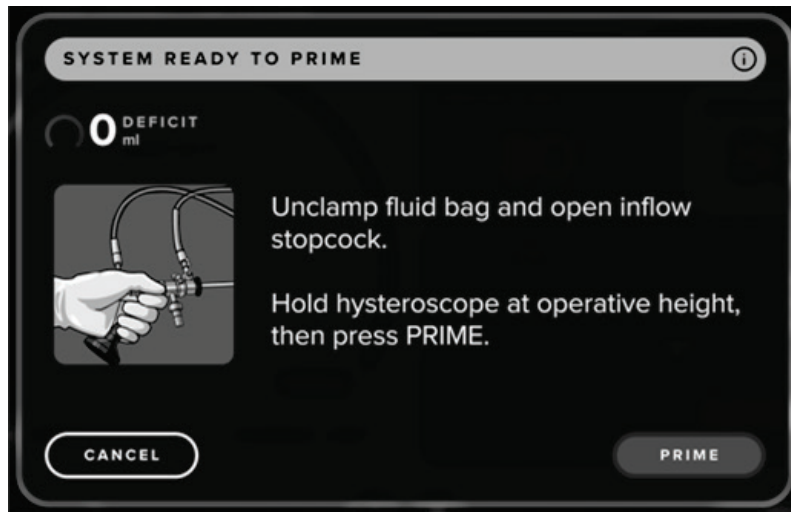 SYSTEM READY TO PRIME
0 DEFICIT
ml
Unclamp fluid bag and open inflow
stopcock.
Hold hysteroscope at operative height,
then press PRIME.
CANCEL
PRIME